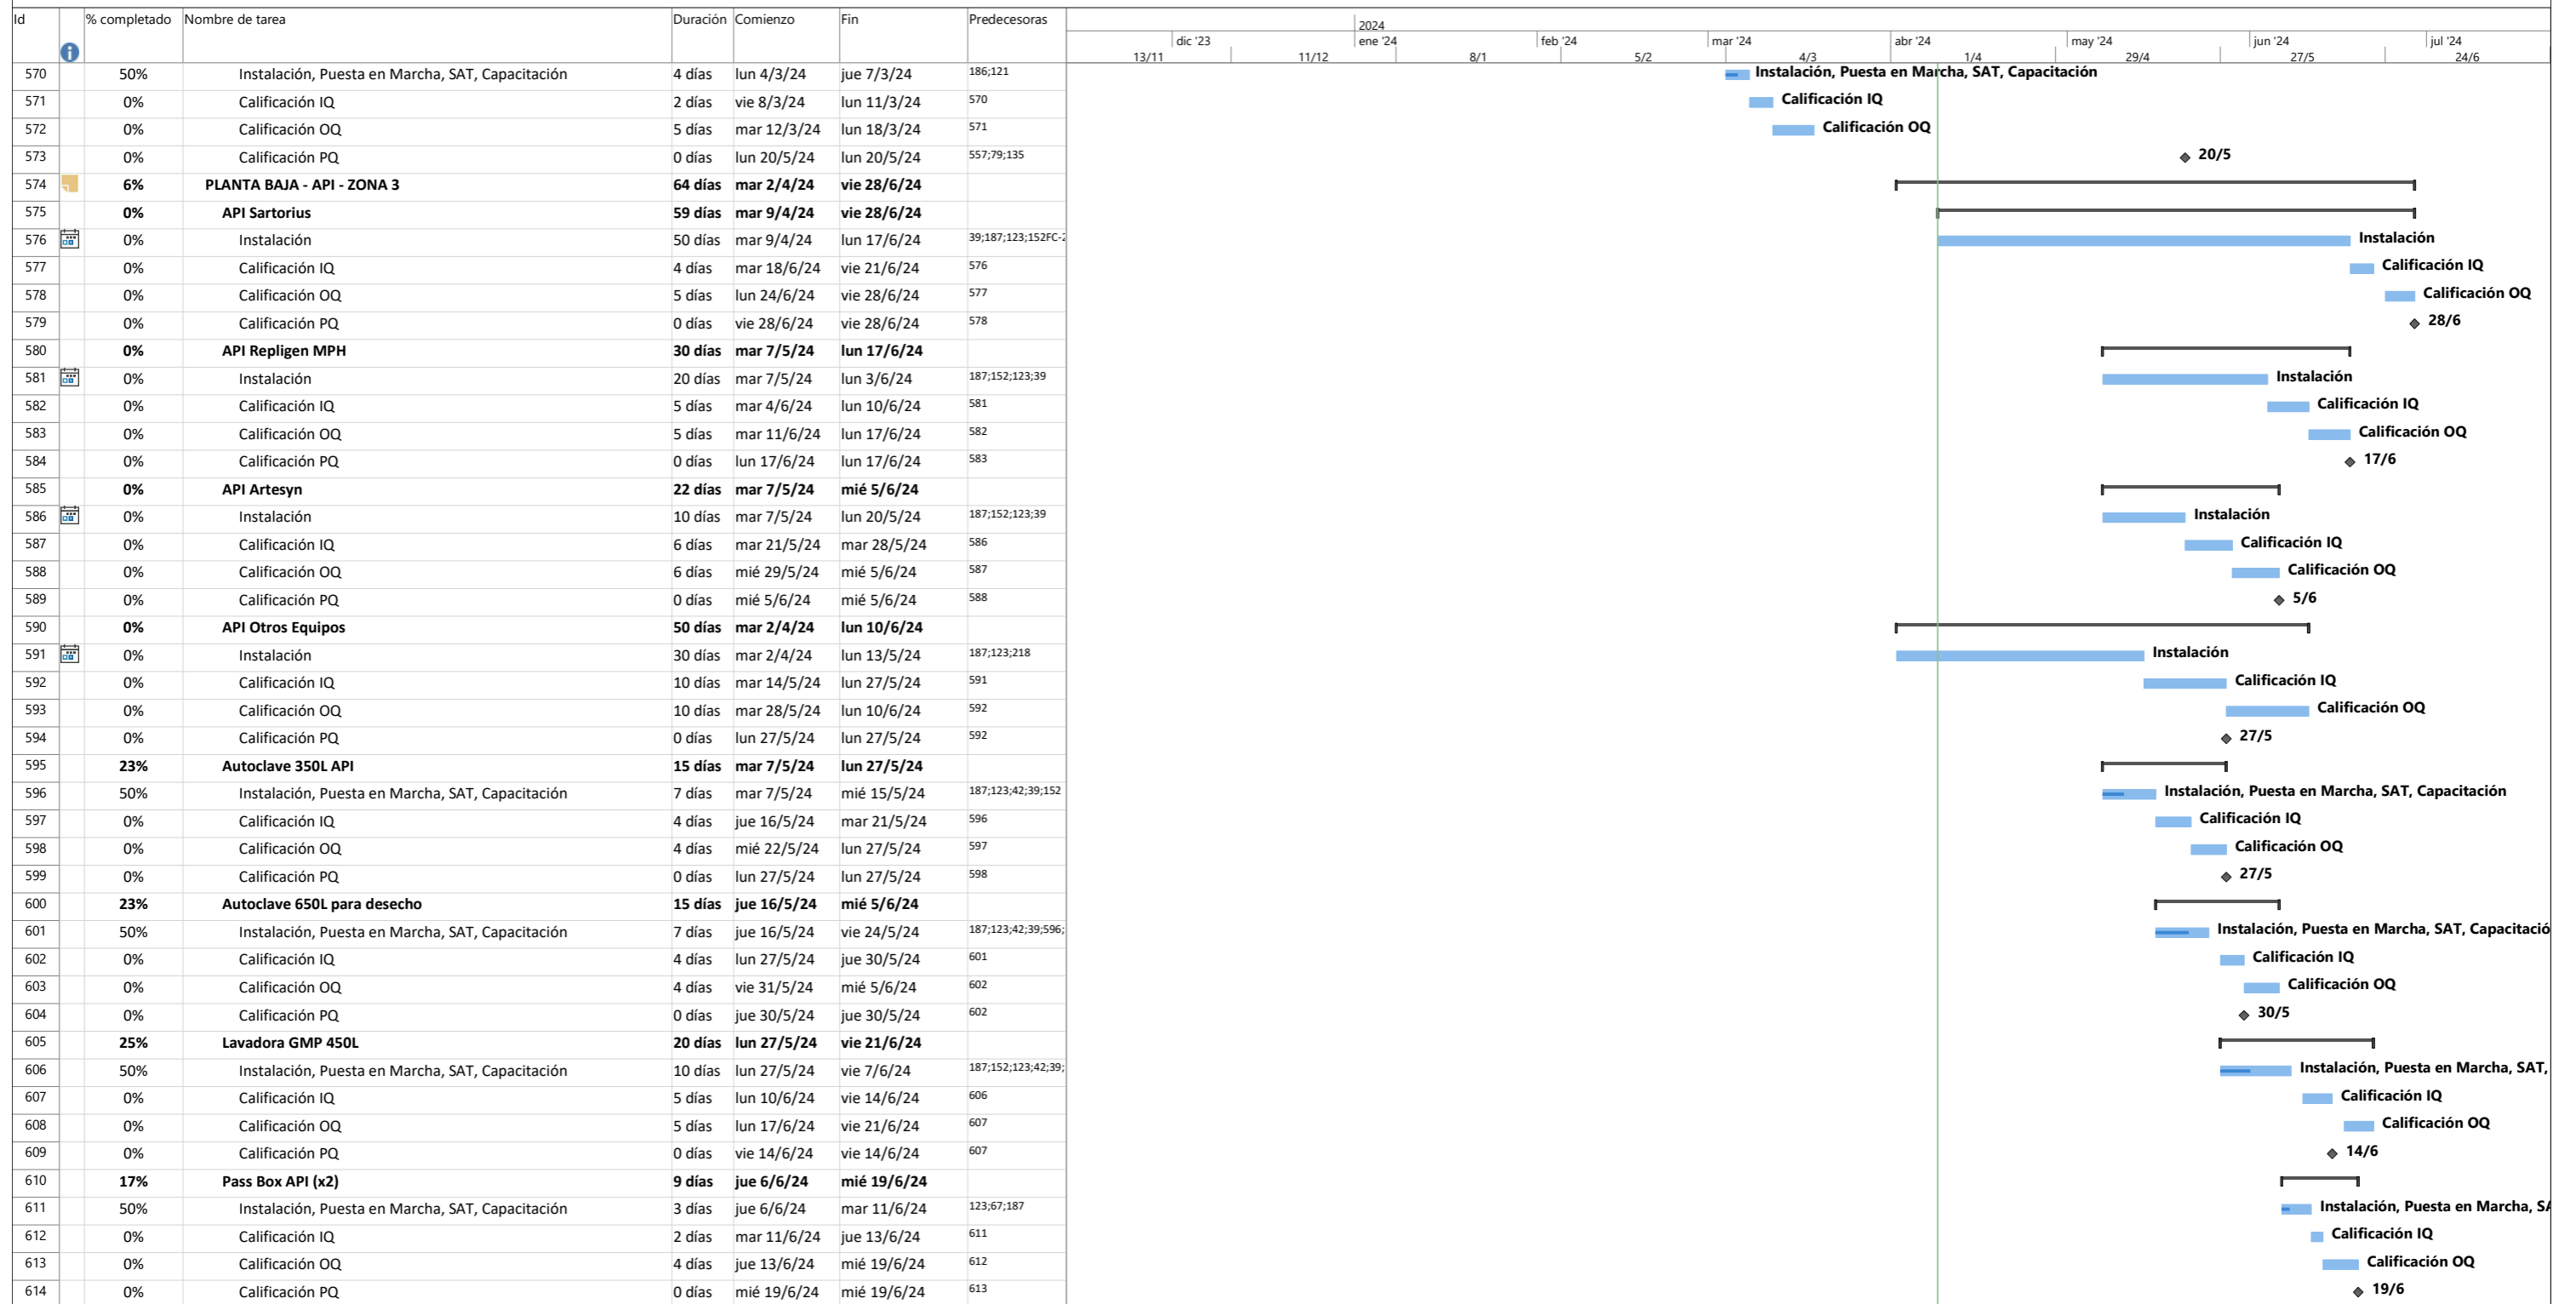 Id % completado Nombre de tarea Duración Comienzo Fin Predecesoras
2024
dic '23 ene '24 feb '24 mar '24 abr '24 may '24 jun '24 jul '24
13/11 11/12 8/1 5/2 4/3 1/4 29/4 27/5 24/6
570 50% Instalación, Puesta en Marcha, SAT, Capacitación 4 días lun 4/3/24 jue 7/3/24 186;121 Instalación, Puesta en Marcha, SAT, Capacitación
571 0% Calificación IQ 2 días vie 8/3/24 lun 11/3/24 570 Calificación IQ
572 0% Calificación OQ 5 días mar 12/3/24 lun 18/3/24 571 Calificación OQ
573 0% Calificación PQ 0 días lun 20/5/24 lun 20/5/24 557;79;135 20/5
574 6% PLANTA BAJA - API - ZONA 3 64 días mar 2/4/24 vie 28/6/24
575 0% API Sartorius 59 días mar 9/4/24 vie 28/6/24
576 0% Instalación 50 días mar 9/4/24 lun 17/6/24 39;187;123;152FC-2 Instalación
577 0% Calificación IQ 4 días mar 18/6/24 vie 21/6/24 576 Calificación IQ
578 0% Calificación OQ 5 días lun 24/6/24 vie 28/6/24 577 Calificación OQ
579 0% Calificación PQ 0 días vie 28/6/24 vie 28/6/24 578 28/6
580 0% API Repligen MPH 30 días mar 7/5/24 lun 17/6/24
581 0% Instalación 20 días mar 7/5/24 lun 3/6/24 187;152;123;39 Instalación
582 0% Calificación IQ 5 días mar 4/6/24 lun 10/6/24 581 Calificación IQ
583 0% Calificación OQ 5 días mar 11/6/24 lun 17/6/24 582 Calificación OQ
584 0% Calificación PQ 0 días lun 17/6/24 lun 17/6/24 583 17/6
585 0% API Artesyn 22 días mar 7/5/24 mié 5/6/24
586 0% Instalación 10 días mar 7/5/24 lun 20/5/24 187;152;123;39 Instalación
587 0% Calificación IQ 6 días mar 21/5/24 mar 28/5/24 586 Calificación IQ
588 0% Calificación OQ 6 días mié 29/5/24 mié 5/6/24 587 Calificación OQ
589 0% Calificación PQ 0 días mié 5/6/24 mié 5/6/24 588 5/6
590 0% API Otros Equipos 50 días mar 2/4/24 lun 10/6/24
591 0% Instalación 30 días mar 2/4/24 lun 13/5/24 187;123;218 Instalación
592 0% Calificación IQ 10 días mar 14/5/24 lun 27/5/24 591 Calificación IQ
593 0% Calificación OQ 10 días mar 28/5/24 lun 10/6/24 592 Calificación OQ
594 0% Calificación PQ 0 días lun 27/5/24 lun 27/5/24 592 27/5
595 23% Autoclave 350L API 15 días mar 7/5/24 lun 27/5/24
596 50% Instalación, Puesta en Marcha, SAT, Capacitación 7 días mar 7/5/24 mié 15/5/24 187;123;42;39;152 Instalación, Puesta en Marcha, SAT, Capacitación
597 0% Calificación IQ 4 días jue 16/5/24 mar 21/5/24 596 Calificación IQ
598 0% Calificación OQ 4 días mié 22/5/24 lun 27/5/24 597 Calificación OQ
599 0% Calificación PQ 0 días lun 27/5/24 lun 27/5/24 598 27/5
600 23% Autoclave 650L para desecho 15 días jue 16/5/24 mié 5/6/24
601 50% Instalación, Puesta en Marcha, SAT, Capacitación 7 días jue 16/5/24 vie 24/5/24 187;123;42;39;596; Instalación, Puesta en Marcha, SAT, Capacitació
602 0% Calificación IQ 4 días lun 27/5/24 jue 30/5/24 601 Calificación IQ
603 0% Calificación OQ 4 días vie 31/5/24 mié 5/6/24 602 Calificación OQ
604 0% Calificación PQ 0 días jue 30/5/24 jue 30/5/24 602 30/5
605 25% Lavadora GMP 450L 20 días lun 27/5/24 vie 21/6/24
606 50% Instalación, Puesta en Marcha, SAT, Capacitación 10 días lun 27/5/24 vie 7/6/24 187;152;123;42;39; Instalación, Puesta en Marcha, SAT,
607 0% Calificación IQ 5 días lun 10/6/24 vie 14/6/24 606 Calificación IQ
608 0% Calificación OQ 5 días lun 17/6/24 vie 21/6/24 607 Calificación OQ
609 0% Calificación PQ 0 días vie 14/6/24 vie 14/6/24 607 14/6
610 17% Pass Box API (x2) 9 días jue 6/6/24 mié 19/6/24
611 50% Instalación, Puesta en Marcha, SAT, Capacitación 3 días jue 6/6/24 mar 11/6/24 123;67;187 Instalación, Puesta en Marcha, SA
612 0% Calificación IQ 2 días mar 11/6/24 jue 13/6/24 611 Calificación IQ
613 0% Calificación OQ 4 días jue 13/6/24 mié 19/6/24 612 Calificación OQ
614 0% Calificación PQ 0 días mié 19/6/24 mié 19/6/24 613 19/6